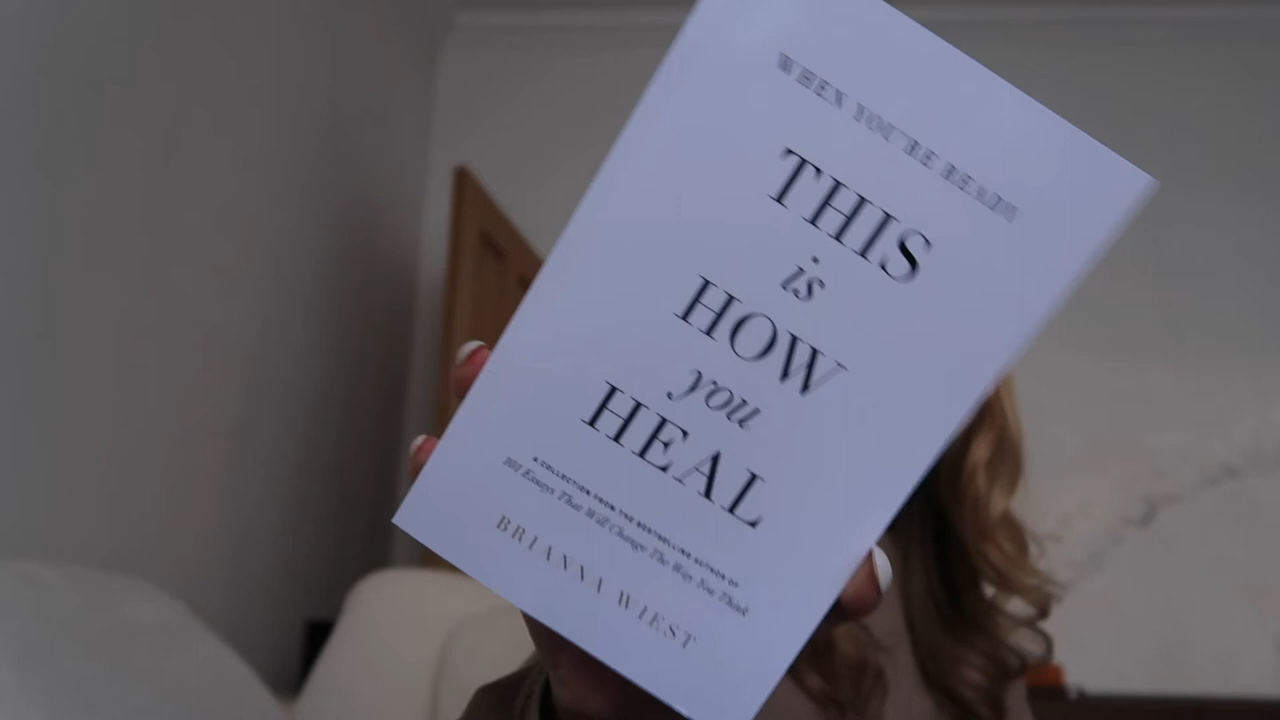 WHEN YOU'RE READY
THIS
is
HOW
you
HEAL
A COLLECTION FROM THE BESTSELLING AUTHOR OF
101 Essays That Will Change The Way You Think
BRIANNA WIEST